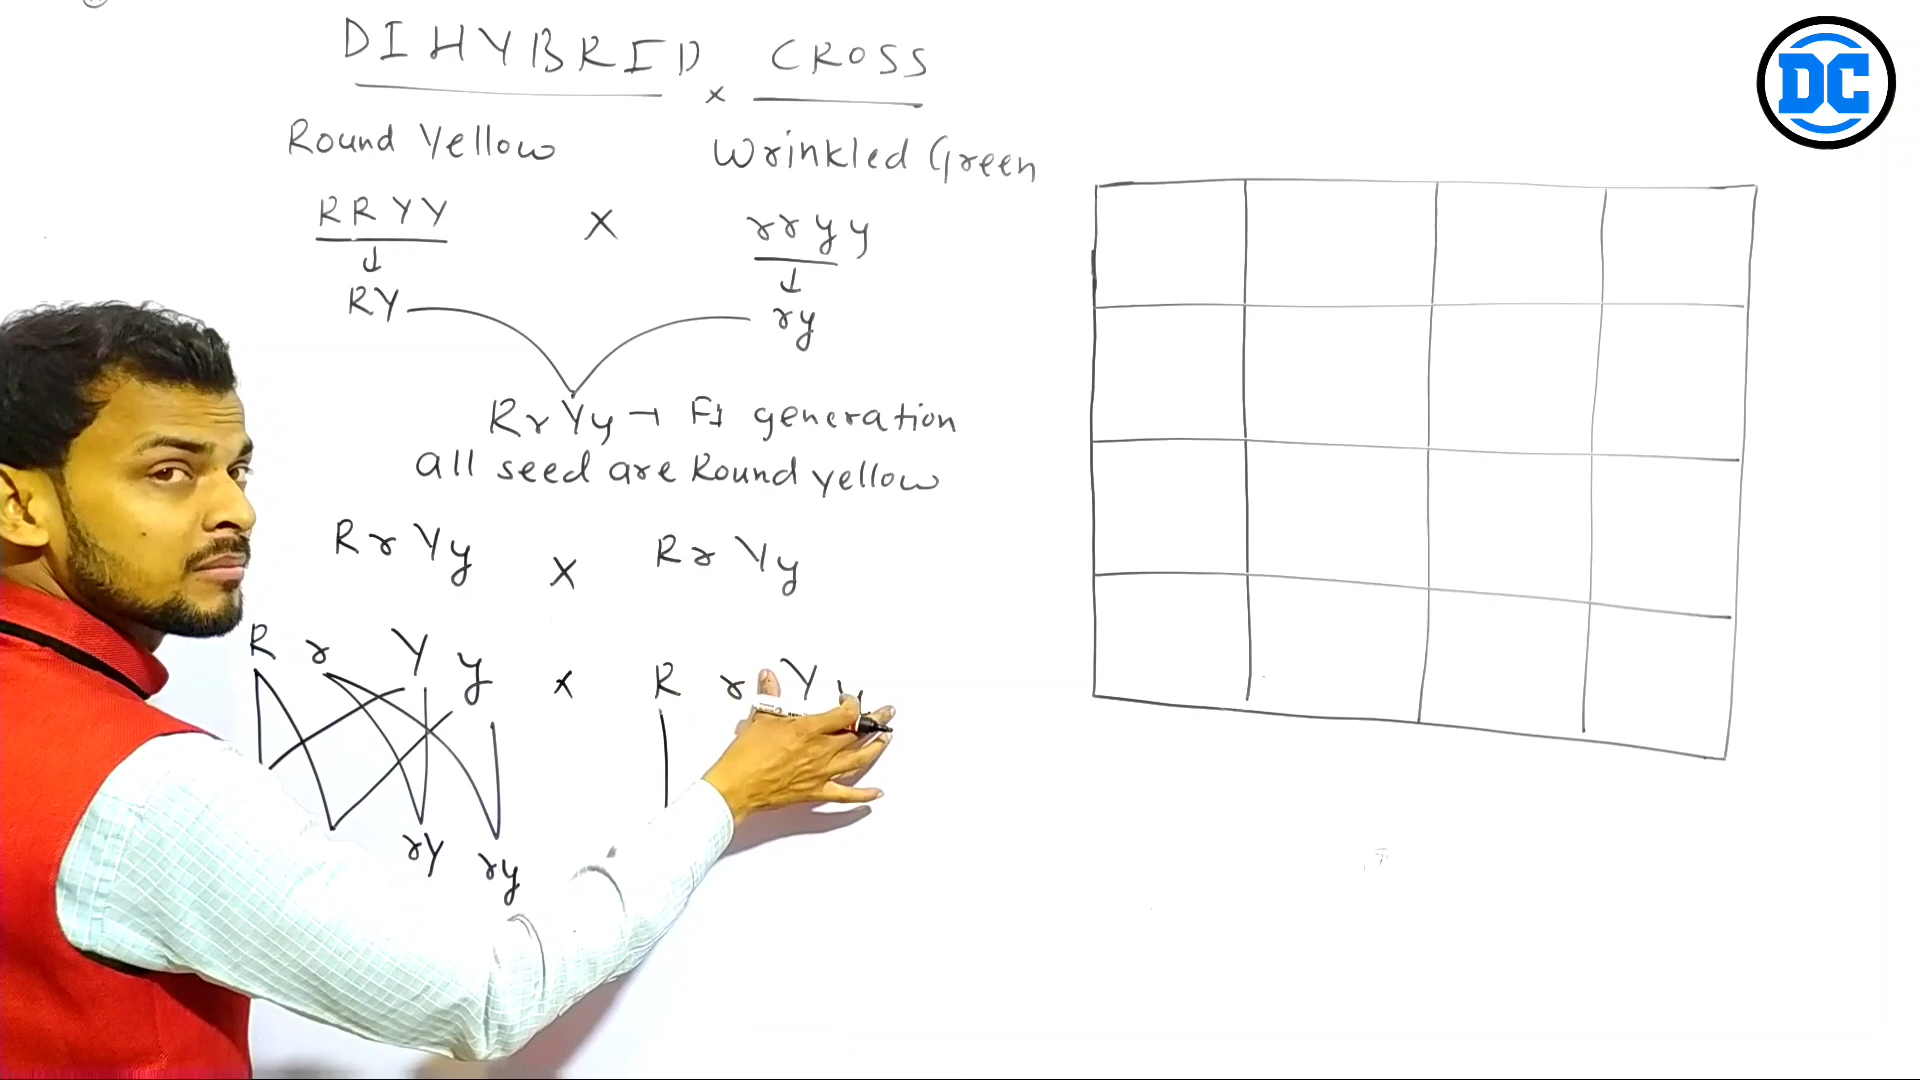 DIHYBRID × CROSS
DC
Round Yellow Wrinkled Green
RRYY X rryy
↓ ↓
RY ry
RrYy → F1 generation
all seed are Round yellow
RrYy X RrYy
R r Y y x R r Y y
rY ry